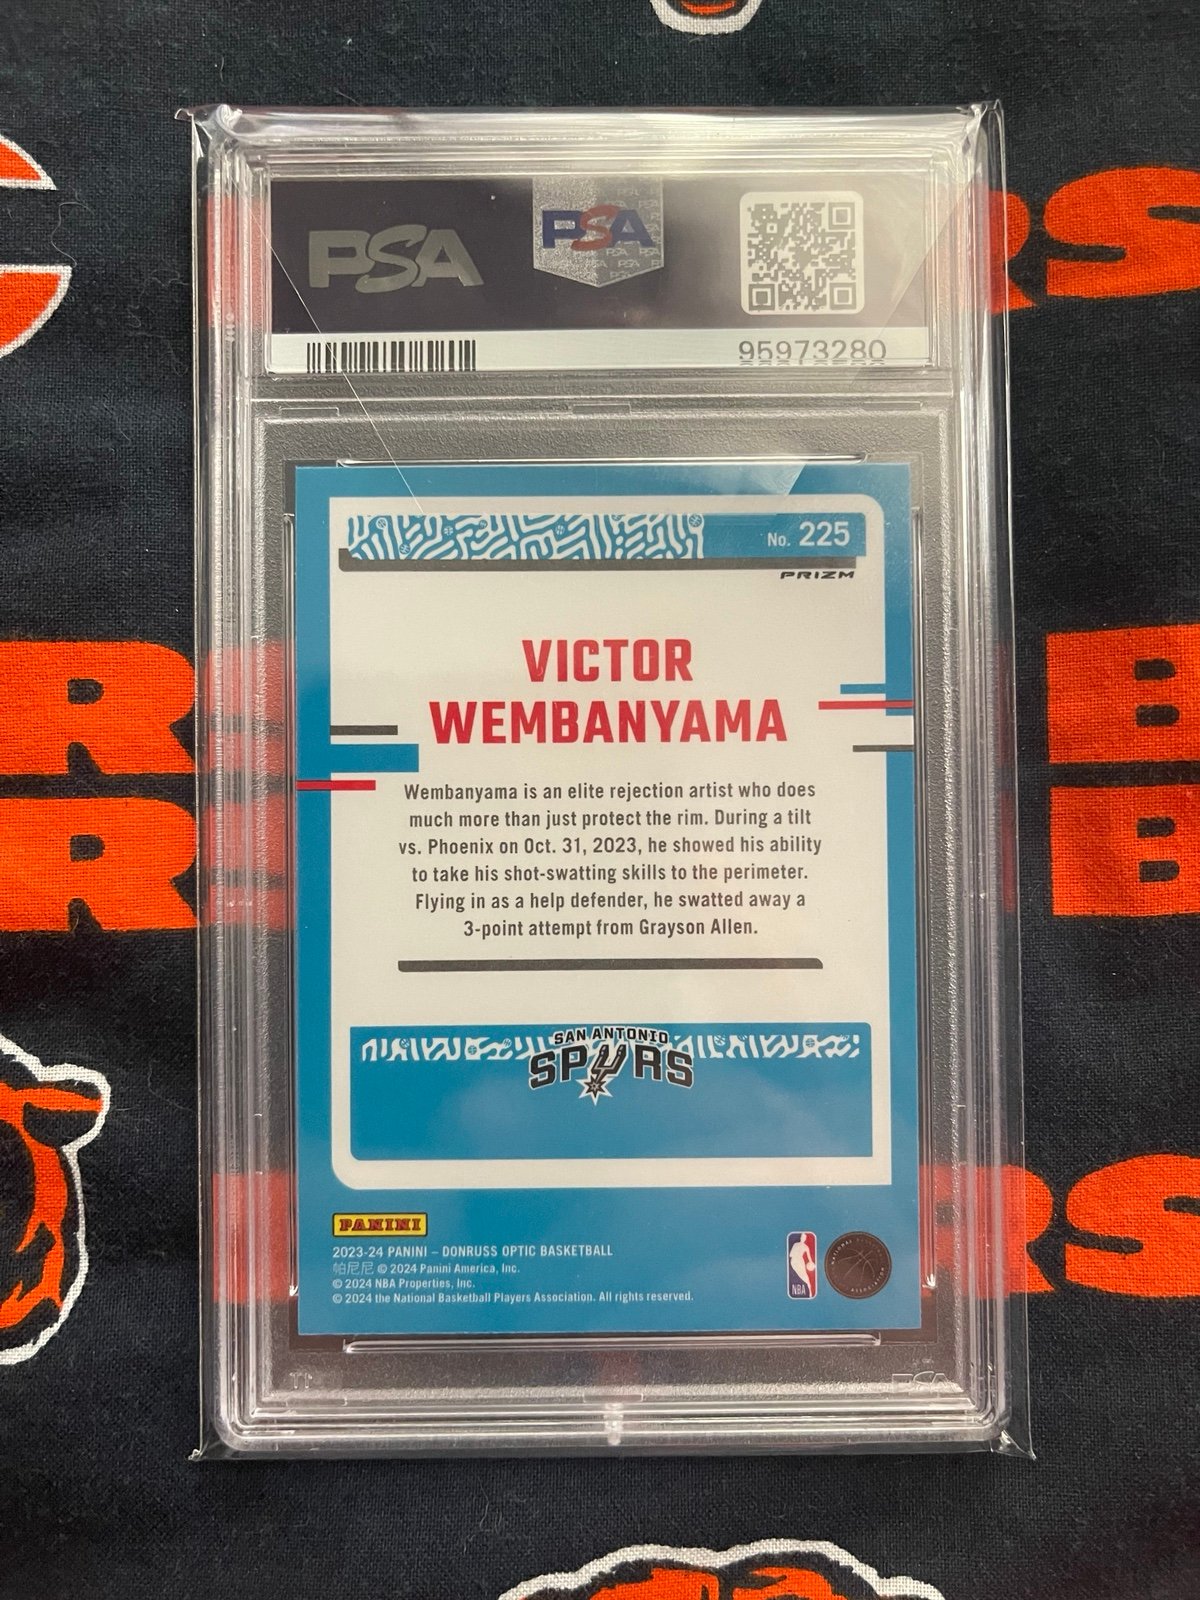 PSA
PSA
95973280
No. 225
PRIZM
VICTOR
WEMBANYAMA
Wembanyama is an elite rejection artist who does
much more than just protect the rim. During a tilt
vs. Phoenix on Oct. 31, 2023, he showed his ability
to take his shot-swatting skills to the perimeter.
Flying in as a help defender, he swatted away a
3-point attempt from Grayson Allen.
SAN ANTONIO
SPURS
PANINI
2023-24 PANINI – DONRUSS OPTIC BASKETBALL
帕尼尼 © 2024 Panini America, Inc.
© 2024 NBA Properties, Inc.
© 2024 the National Basketball Players Association. All rights reserved.
NBA
PSA
RS
B
B
RS